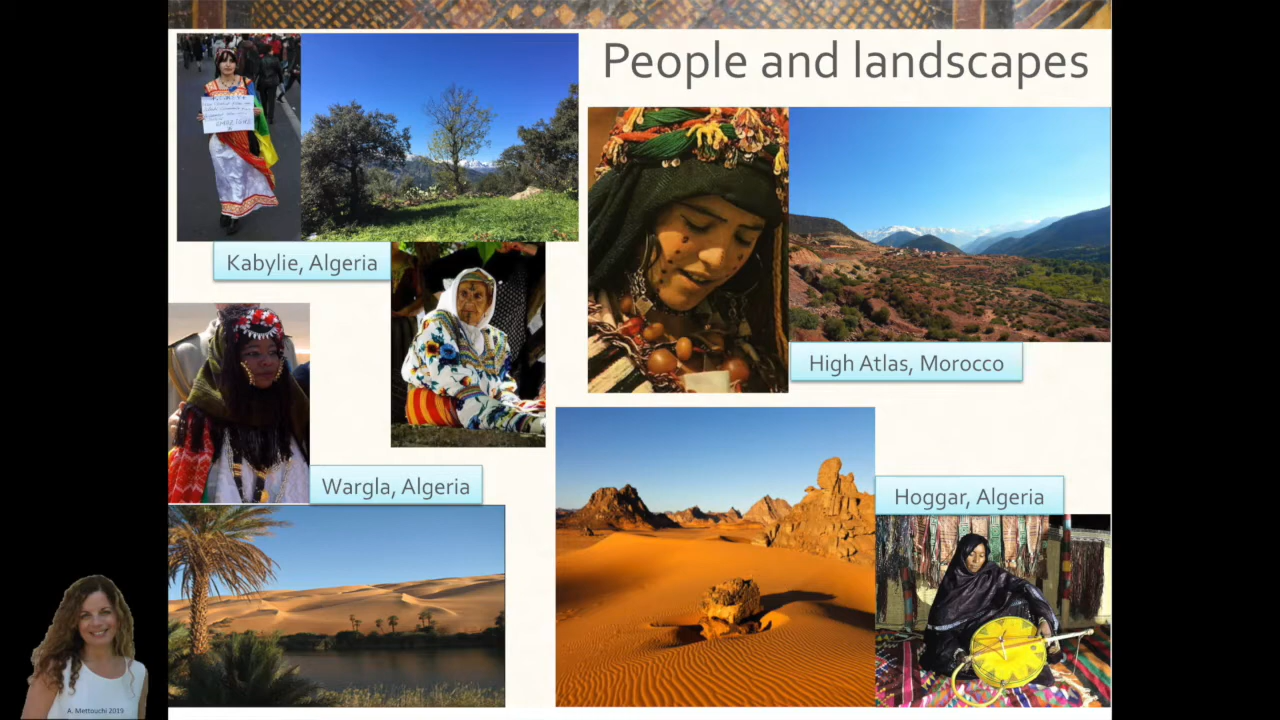 People and landscapes
Kabylie, Algeria
High Atlas, Morocco
Wargla, Algeria
Hoggar, Algeria
A. Mettouchi 2019